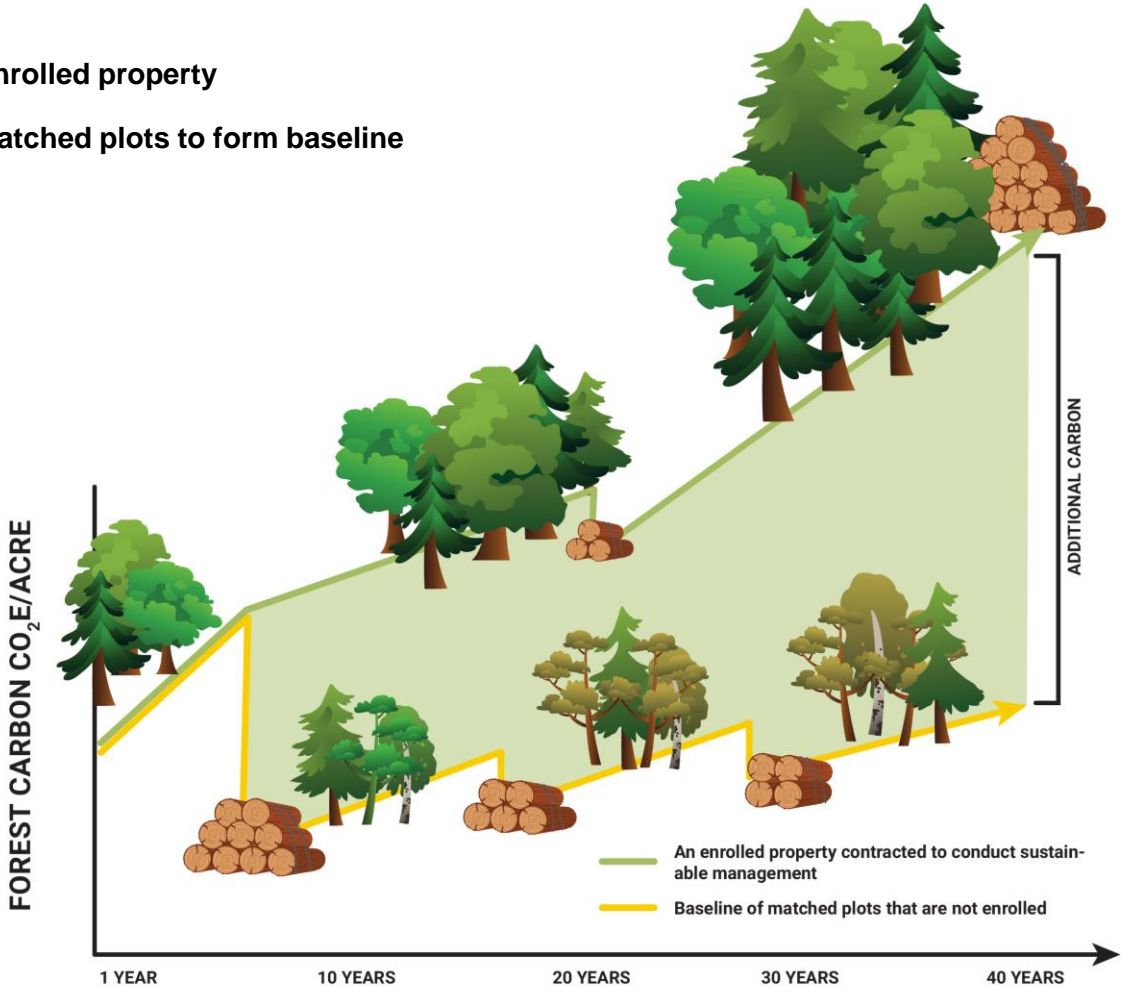 nrolled property
atched plots to form baseline
ADDITIONAL CARBON
FOREST CARBON CO₂E/ACRE
An enrolled property contracted to conduct sustain-
able management
Baseline of matched plots that are not enrolled
1 YEAR
10 YEARS
20 YEARS
30 YEARS
40 YEARS